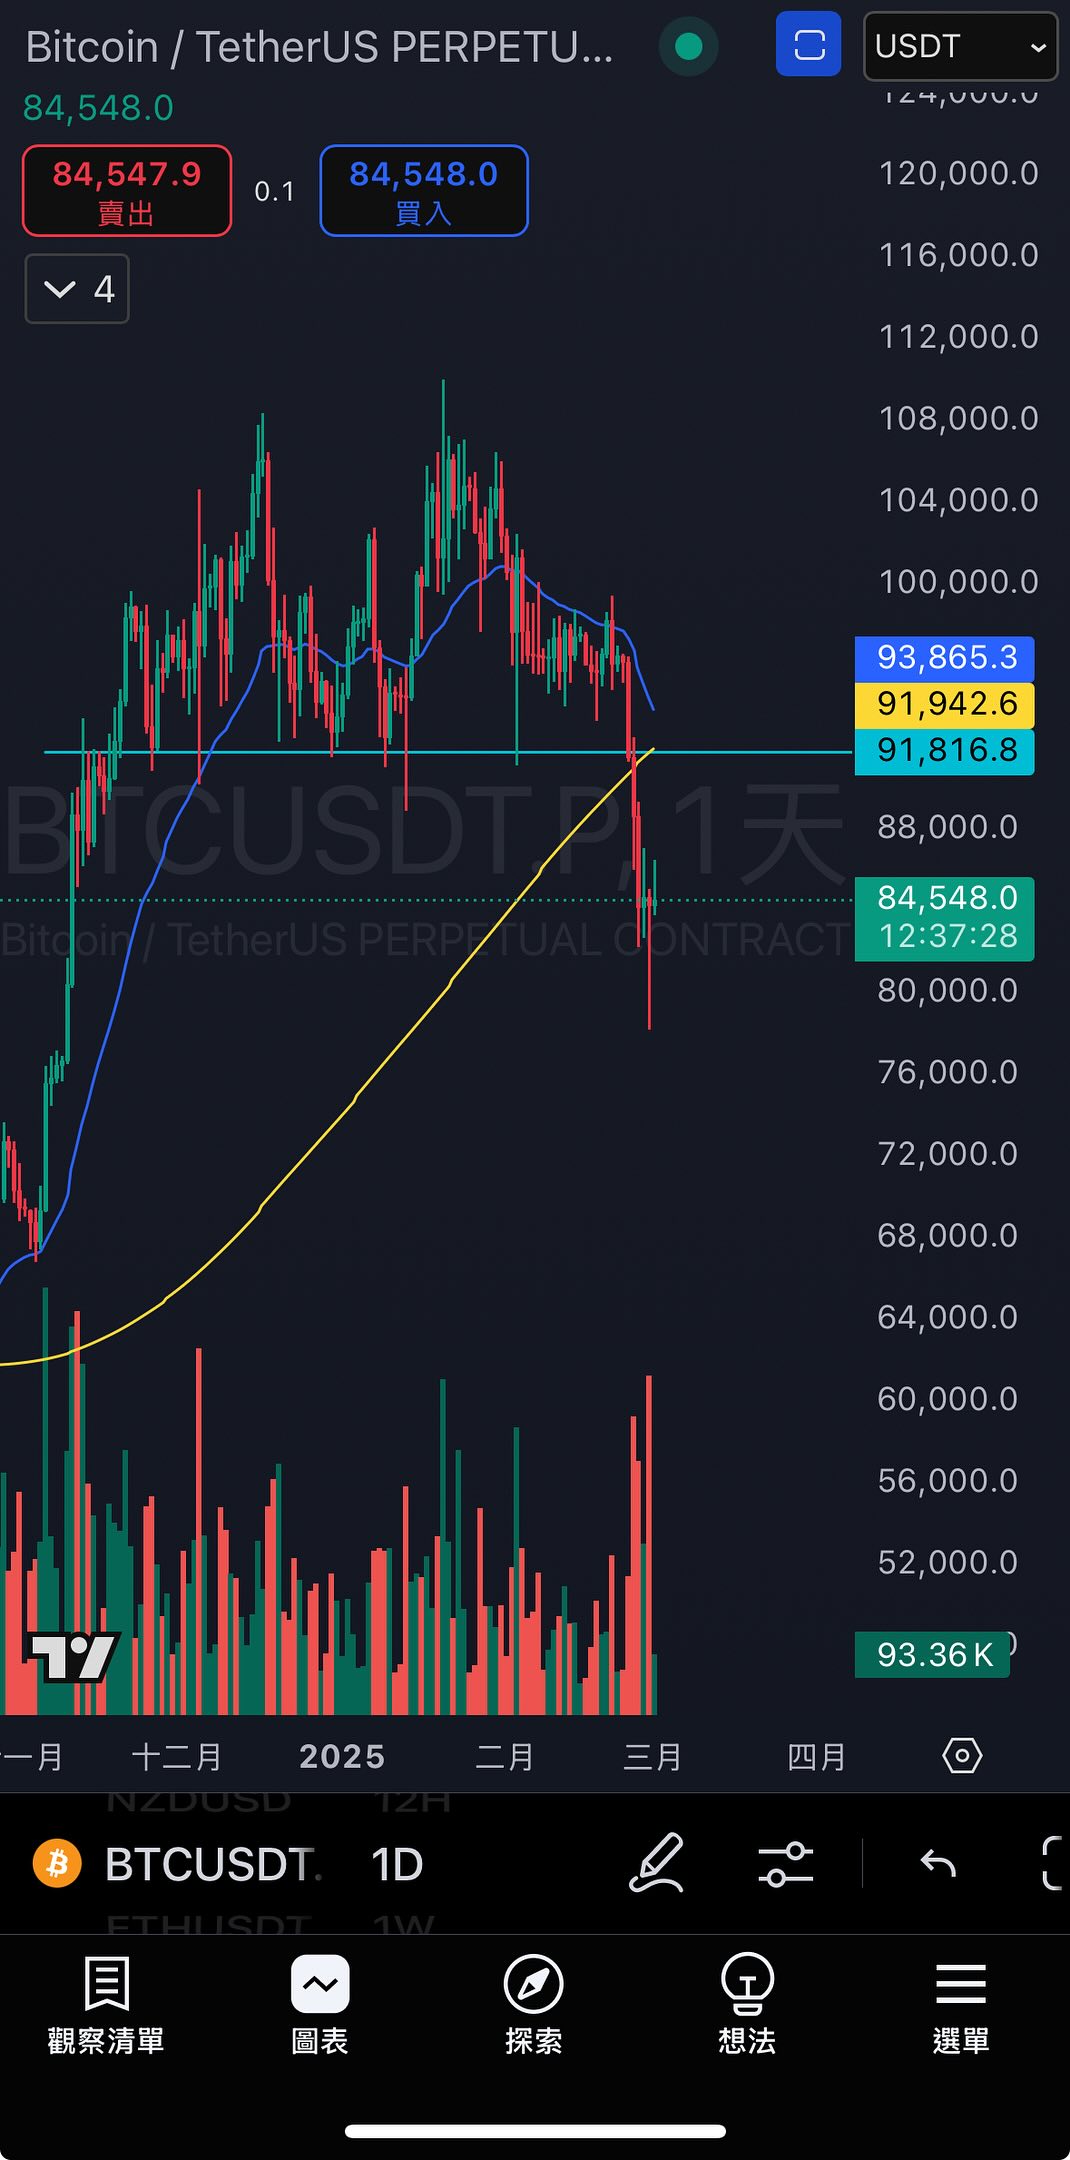 Bitcoin / TetherUS PERPETU...
USDT
84,548.0
124,000.0
84,547.9
賣出
0.1
84,548.0
買入
120,000.0
116,000.0
4
112,000.0
108,000.0
104,000.0
100,000.0
93,865.3
91,942.6
91,816.8
BTCUSDT.P, 1天
88,000.0
84,548.0
12:37:28
Bitcoin / TetherUS PERPETUAL CONTRACT
80,000.0
76,000.0
72,000.0
68,000.0
64,000.0
60,000.0
56,000.0
52,000.0
93.36 K
一月
十二月
2025
二月
三月
四月
NZDUSD
12H
BTCUSDT.
1D
ETHUSDT
1W
觀察清單
圖表
探索
想法
選單